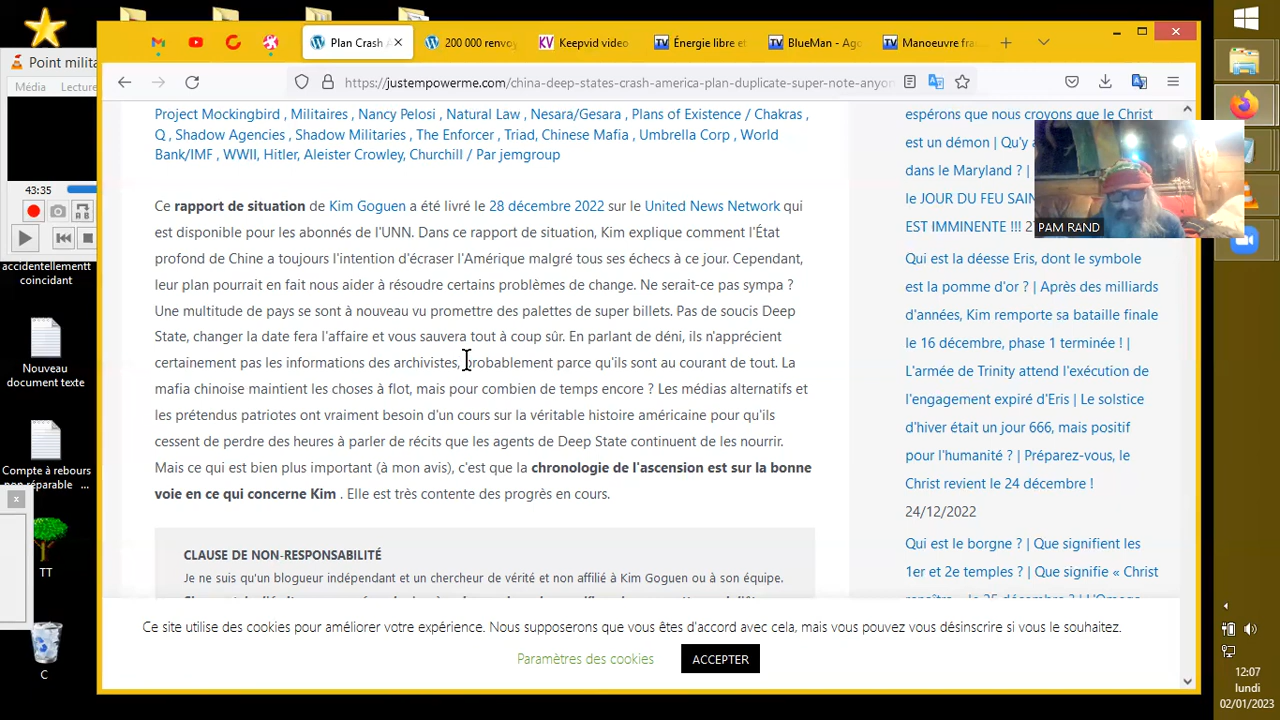 Point milita
Média Lecture
43:35
accidentellementt
coincidant
Nouveau
document texte
Compte à rebours
non réparable ...
TT
C
Plan Crash A
200 000 renvoy
Keepvid video
Énergie libre et
BlueMan - Ago
Manoeuvre fra
https://justempowerme.com/china-deep-states-crash-america-plan-duplicate-super-note-anyon
Project Mockingbird , Militaires , Nancy Pelosi , Natural Law , Nesara/Gesara , Plans of Existence / Chakras ,
Q , Shadow Agencies , Shadow Militaries , The Enforcer , Triad, Chinese Mafia , Umbrella Corp , World
Bank/IMF , WWII, Hitler, Aleister Crowley, Churchill / Par jemgroup
Ce rapport de situation de Kim Goguen a été livré le 28 décembre 2022 sur le United News Network qui
est disponible pour les abonnés de l'UNN. Dans ce rapport de situation, Kim explique comment l'État
profond de Chine a toujours l'intention d'écraser l'Amérique malgré tous ses échecs à ce jour. Cependant,
leur plan pourrait en fait nous aider à résoudre certains problèmes de change. Ne serait-ce pas sympa ?
Une multitude de pays se sont à nouveau vu promettre des palettes de super billets. Pas de soucis Deep
State, changer la date fera l'affaire et vous sauvera tout à coup sûr. En parlant de déni, ils n'apprécient
certainement pas les informations des archivistes, probablement parce qu'ils sont au courant de tout. La
mafia chinoise maintient les choses à flot, mais pour combien de temps encore ? Les médias alternatifs et
les prétendus patriotes ont vraiment besoin d'un cours sur la véritable histoire américaine pour qu'ils
cessent de perdre des heures à parler de récits que les agents de Deep State continuent de les nourrir.
Mais ce qui est bien plus important (à mon avis), c'est que la chronologie de l'ascension est sur la bonne
voie en ce qui concerne Kim . Elle est très contente des progrès en cours.
CLAUSE DE NON-RESPONSABILITÉ
Je ne suis qu'un blogueur indépendant et un chercheur de vérité et non affilié à Kim Goguen ou à son équipe.
espérons que nous croyons que le Christ
est un démon | Qu'y a
dans le Maryland ? |
le JOUR DU FEU SAIN
EST IMMINENTE !!! 27
PAM RAND
Qui est la déesse Eris, dont le symbole
est la pomme d'or ? | Après des milliards
d'années, Kim remporte sa bataille finale
le 16 décembre, phase 1 terminée ! |
L'armée de Trinity attend l'exécution de
l'engagement expiré d'Eris | Le solstice
d'hiver était un jour 666, mais positif
pour l'humanité ? | Préparez-vous, le
Christ revient le 24 décembre !
24/12/2022
Qui est le borgne ? | Que signifient les
1er et 2e temples ? | Que signifie « Christ
Ce site utilise des cookies pour améliorer votre expérience. Nous supposerons que vous êtes d'accord avec cela, mais vous pouvez vous désinscrire si vous le souhaitez.
Paramètres des cookies
ACCEPTER
12:07
lundi
02/01/2023